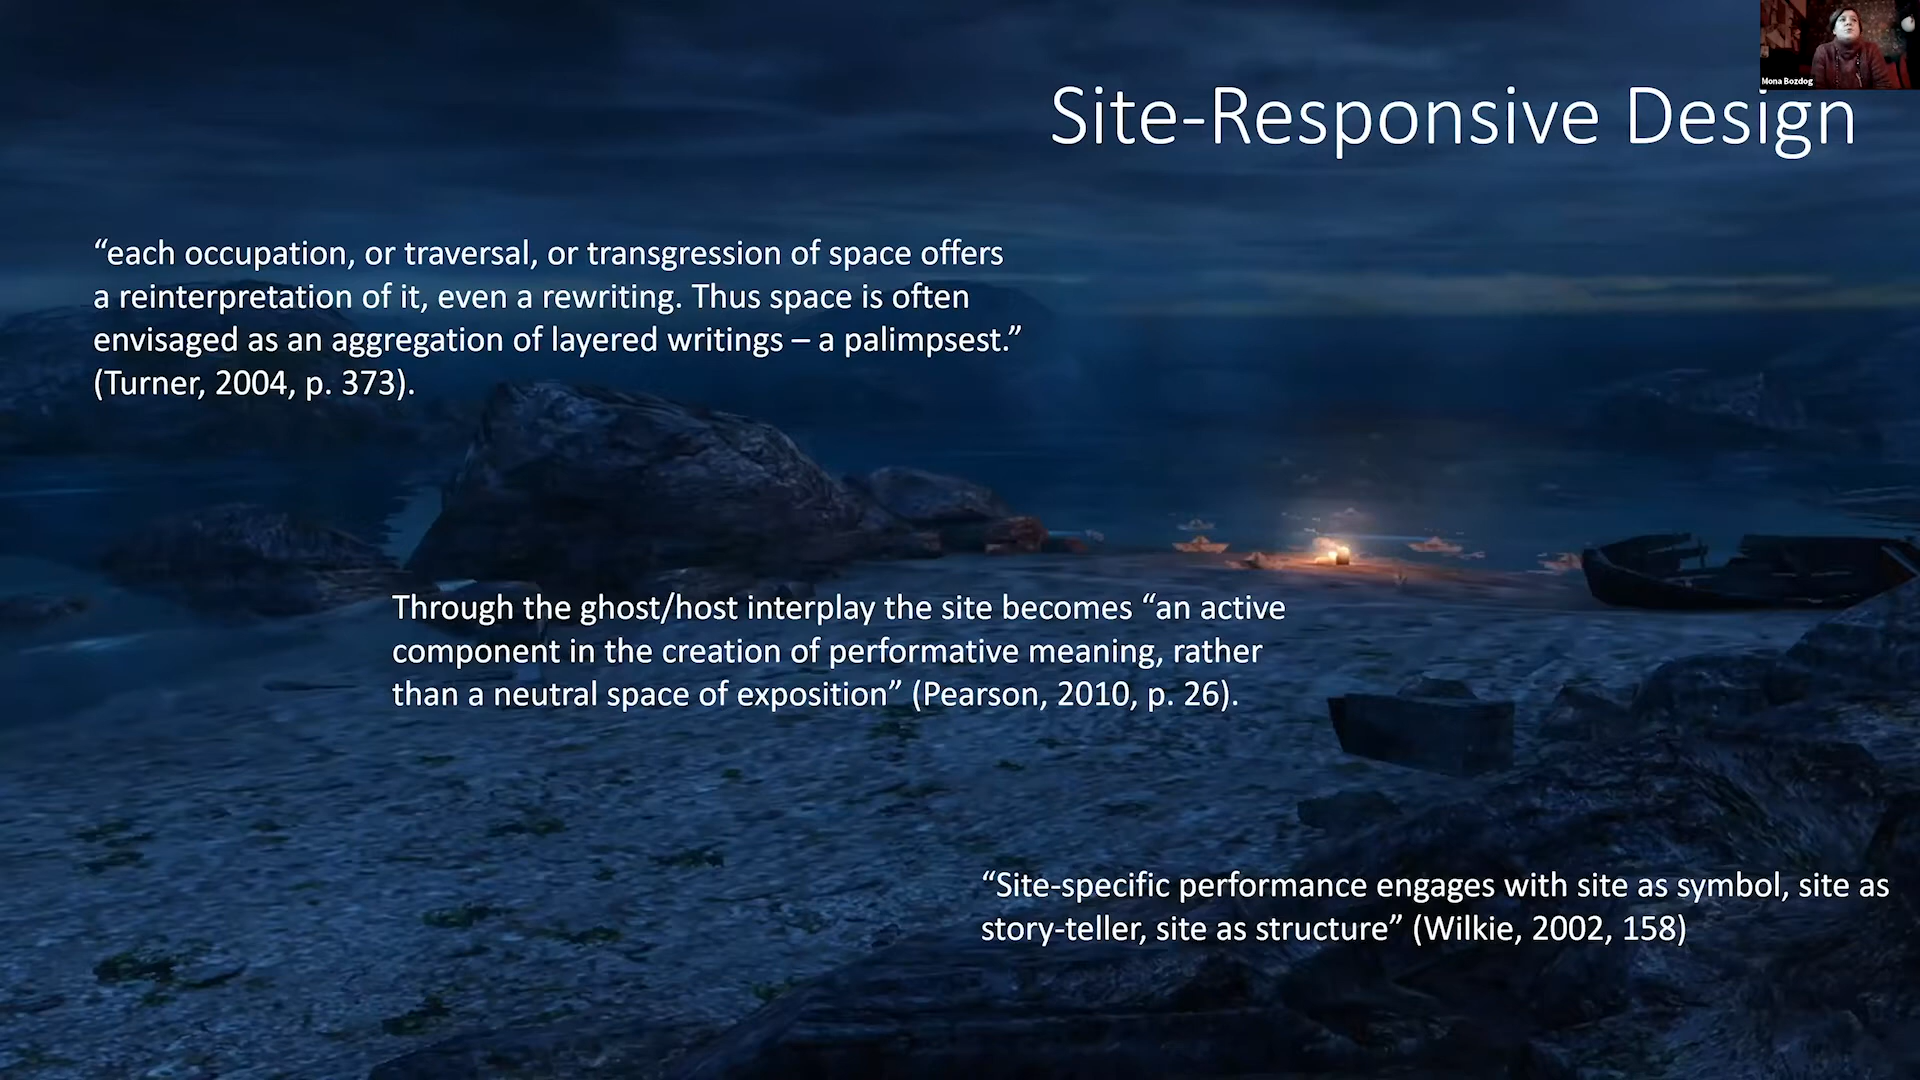 Mona Bozdog
Site-Responsive Design
“each occupation, or traversal, or transgression of space offers
a reinterpretation of it, even a rewriting. Thus space is often
envisaged as an aggregation of layered writings – a palimpsest.”
(Turner, 2004, p. 373).
Through the ghost/host interplay the site becomes “an active
component in the creation of performative meaning, rather
than a neutral space of exposition” (Pearson, 2010, p. 26).
“Site-specific performance engages with site as symbol, site as
story-teller, site as structure” (Wilkie, 2002, 158)